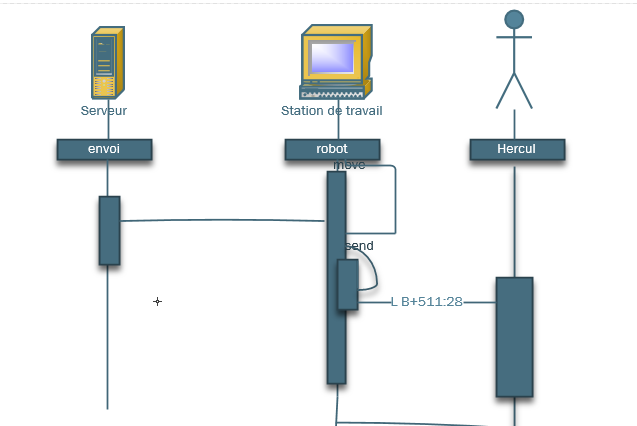 Serveur
Station de travail
envoi
robot
Hercul
move
send
L B+511:28